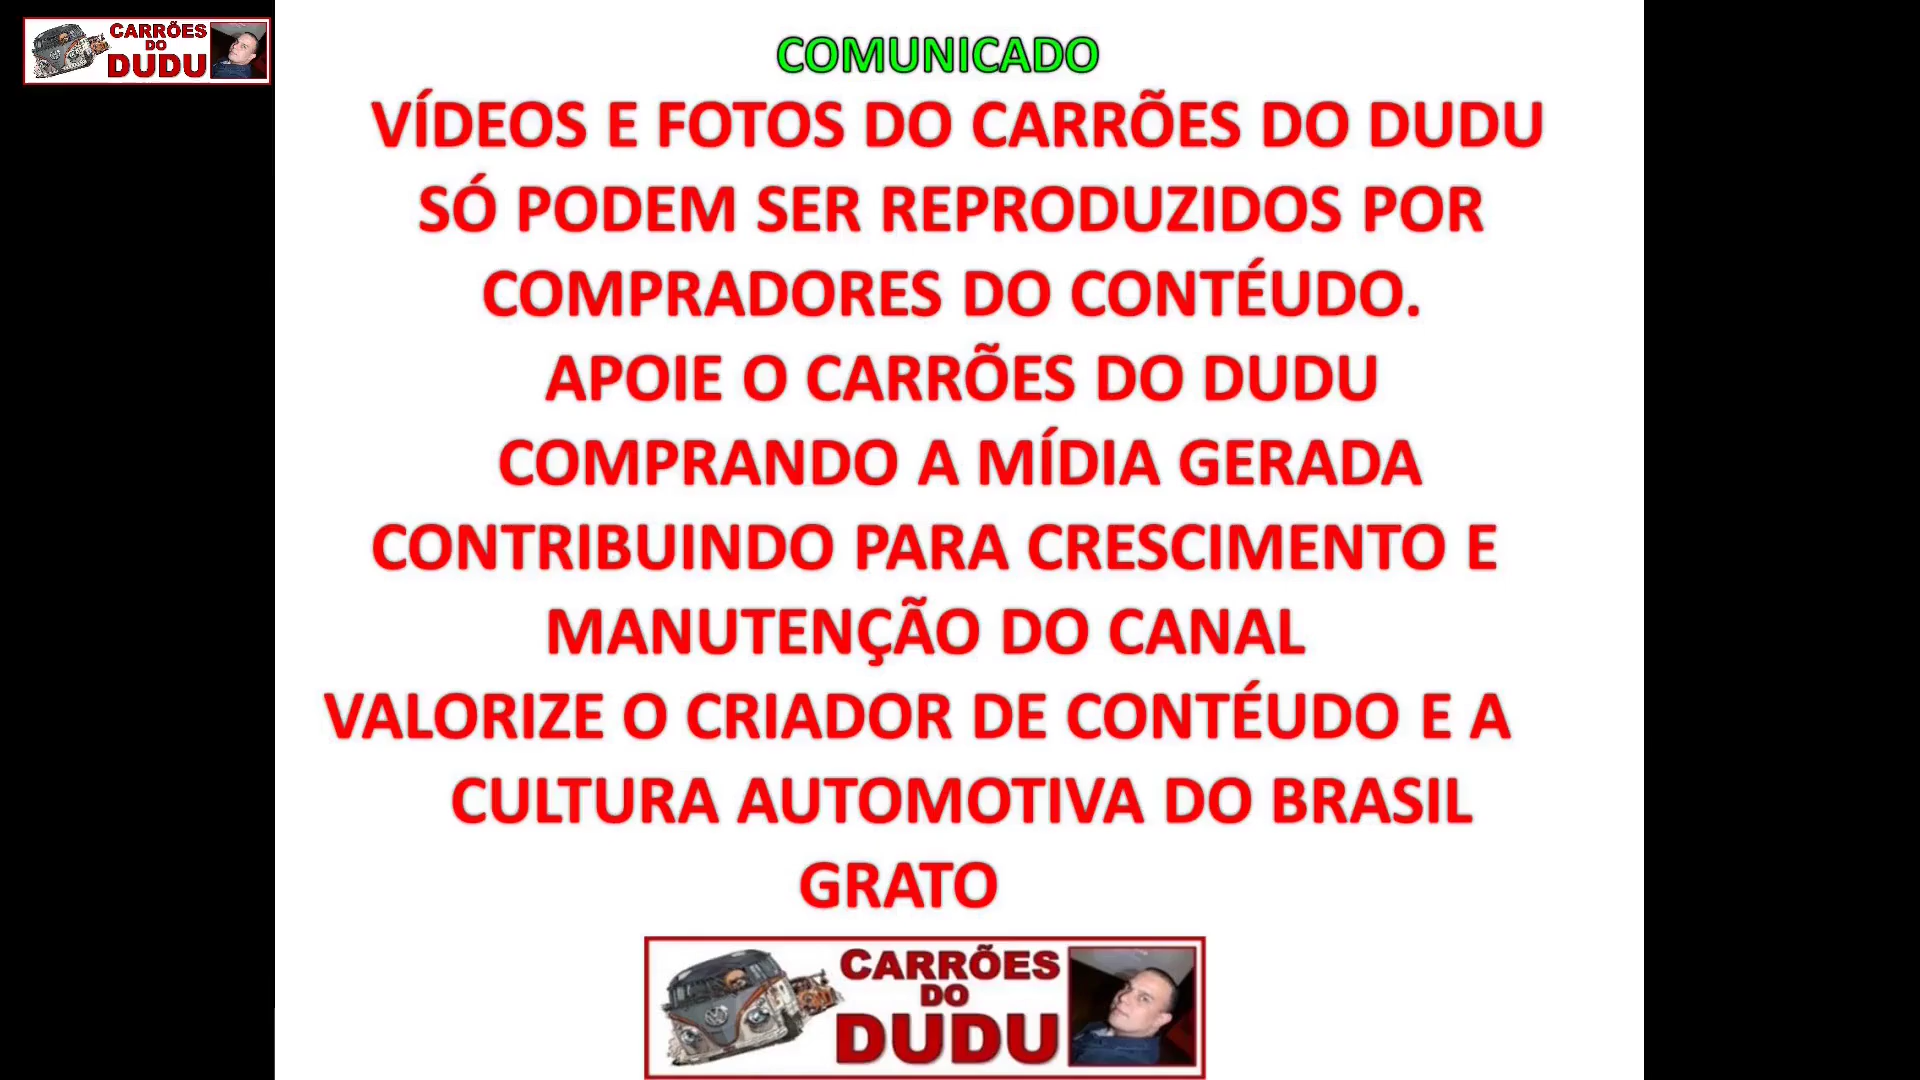 CARRÕES
DO
DUDU
COMUNICADO
VÍDEOS E FOTOS DO CARRÕES DO DUDU
SÓ PODEM SER REPRODUZIDOS POR
COMPRADORES DO CONTÉUDO.
APOIE O CARRÕES DO DUDU
COMPRANDO A MÍDIA GERADA
CONTRIBUINDO PARA CRESCIMENTO E
MANUTENÇÃO DO CANAL
VALORIZE O CRIADOR DE CONTÉUDO E A
CULTURA AUTOMOTIVA DO BRASIL
GRATO
CARRÕES
DO
DUDU